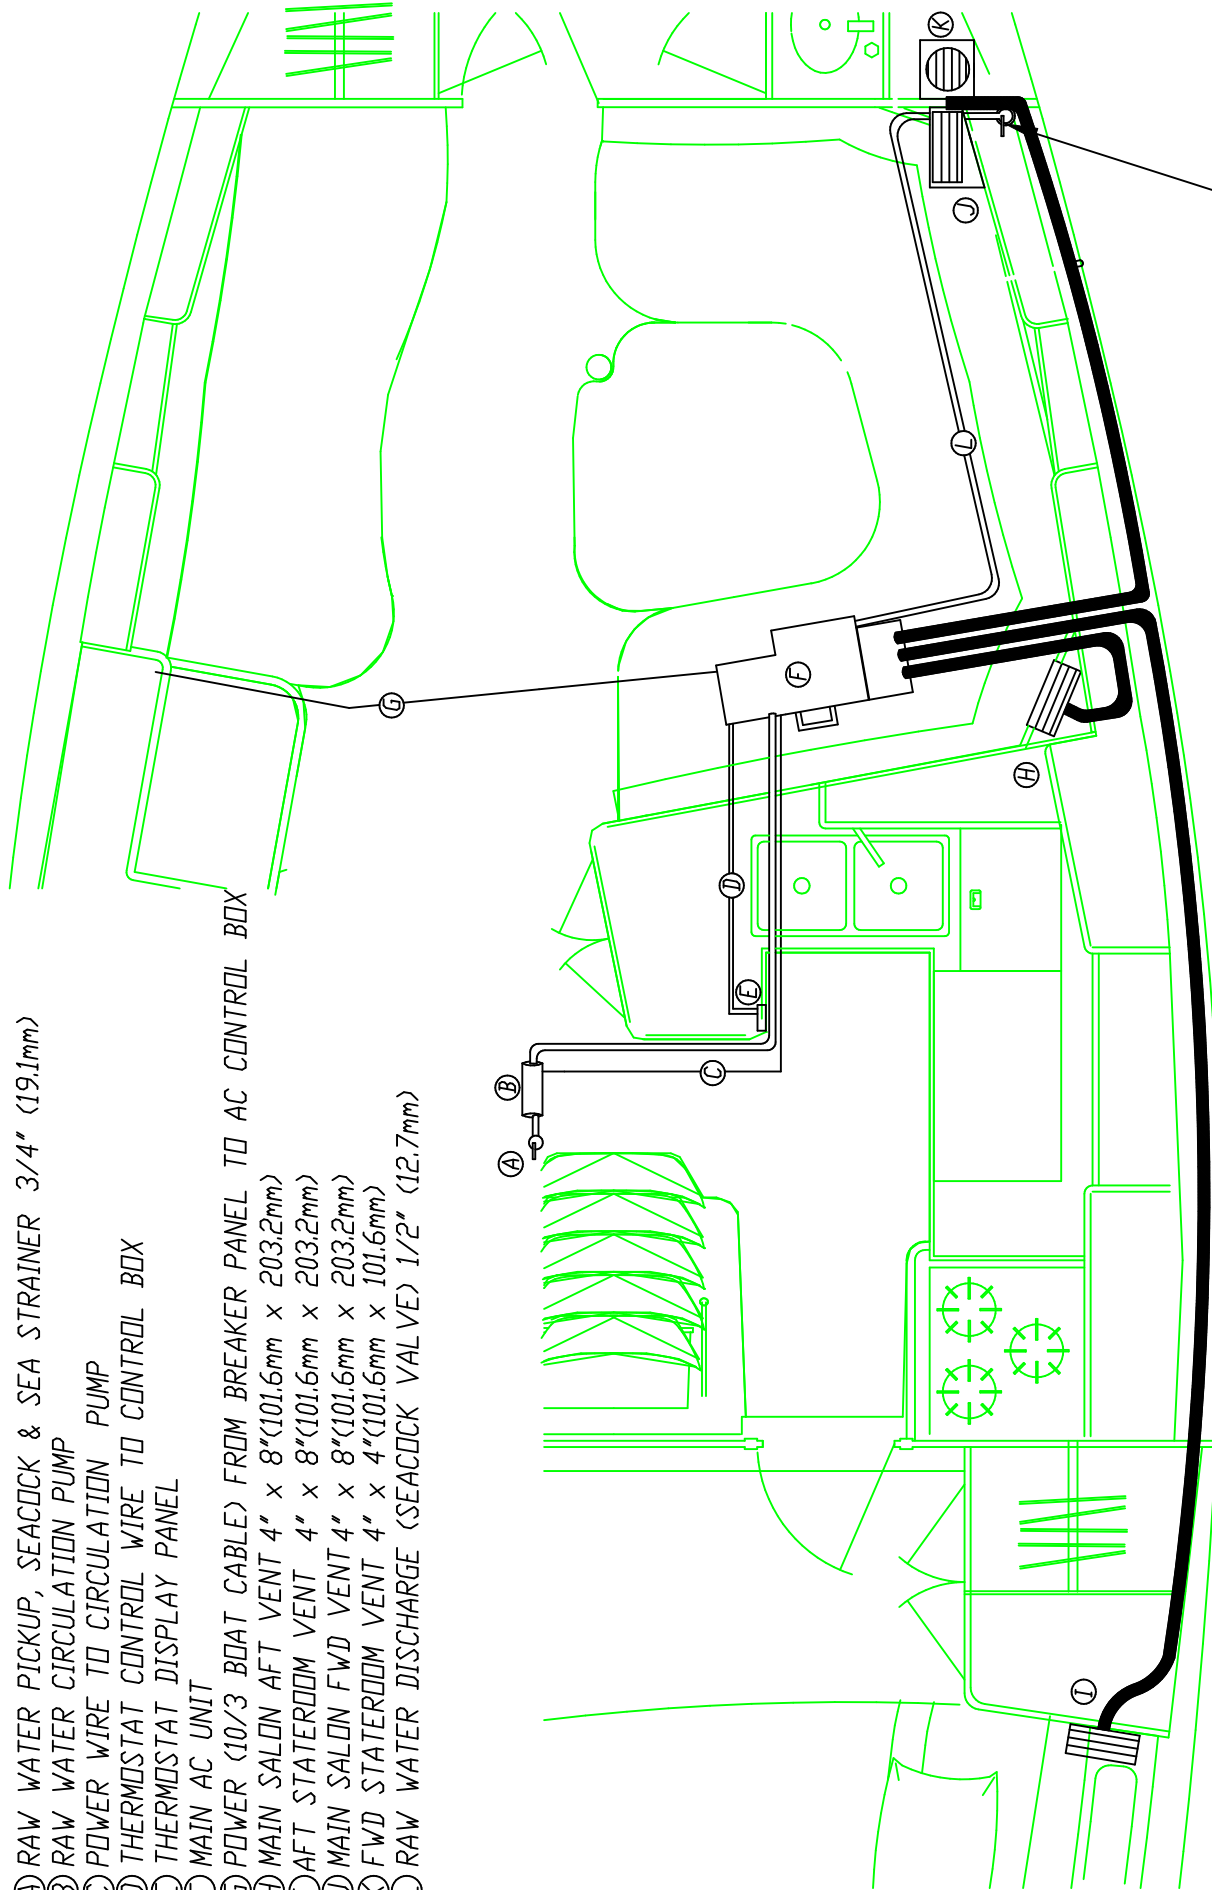 A RAW WATER PICKUP, SEACOCK & SEA STRAINER 3/4" (19.1mm)
B RAW WATER CIRCULATION PUMP
C POWER WIRE TO CIRCULATION PUMP
D THERMOSTAT CONTROL WIRE TO CONTROL BOX
E THERMOSTAT DISPLAY PANEL
F MAIN AC UNIT
G POWER (10/3 BOAT CABLE) FROM BREAKER PANEL TO AC CONTROL BOX
H MAIN SALON AFT VENT 4" x 8"(101.6mm x 203.2mm)
I AFT STATEROOM VENT 4" x 8"(101.6mm x 203.2mm)
J MAIN SALON FWD VENT 4" x 8"(101.6mm x 203.2mm)
K FWD STATEROOM VENT 4" x 4"(101.6mm x 101.6mm)
L RAW WATER DISCHARGE (SEACOCK VALVE) 1/2" (12.7mm)
A
B
C
D
E
F
G
H
I
J
K
L